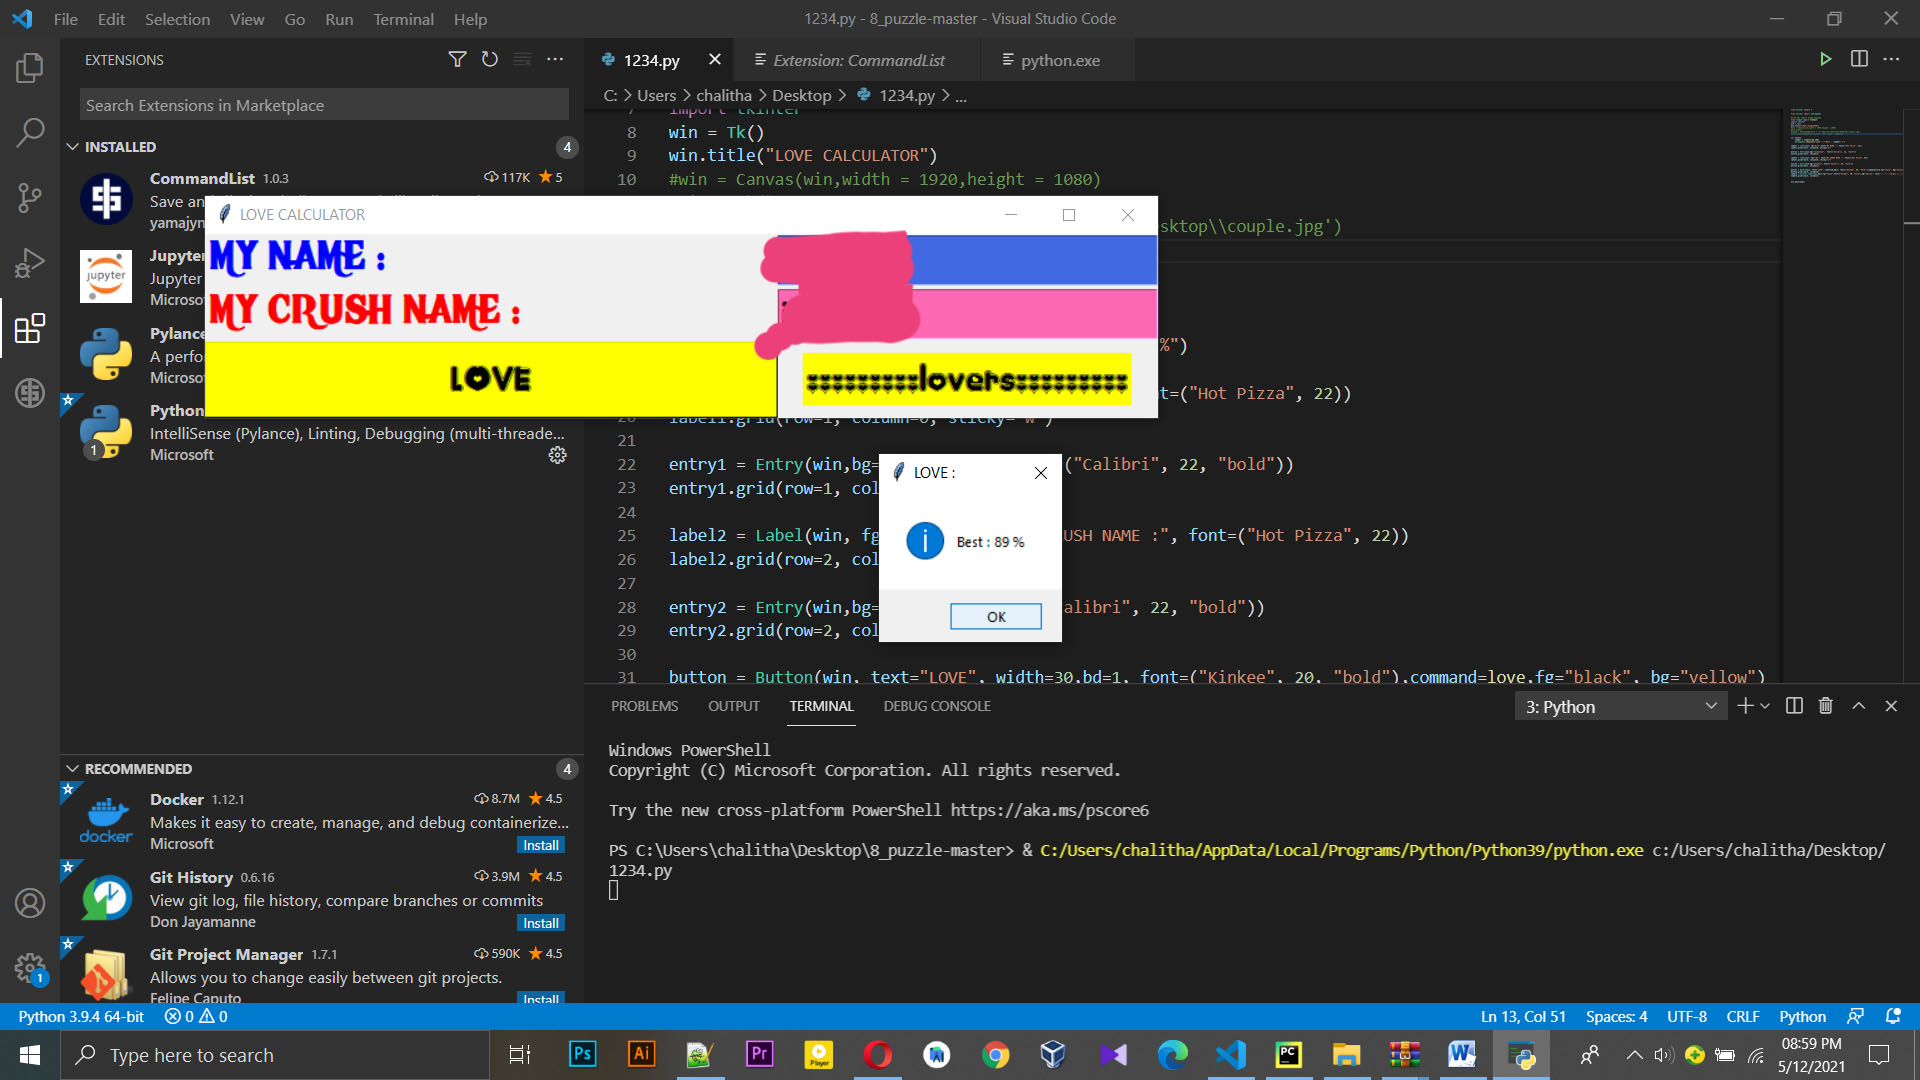 File Edit Selection View Go Run Terminal Help
1234.py - 8_puzzle-master - Visual Studio Code
EXTENSIONS
Search Extensions in Marketplace
INSTALLED 4
CommandList 1.0.3 117K 5
Save an
yamajyn
Jupyter
Jupyter
Microso
Pylance
A perfo
Microso
Python
IntelliSense (Pylance), Linting, Debugging (multi-threade...
Microsoft
1
RECOMMENDED 4
Docker 1.12.1 8.7M 4.5
Makes it easy to create, manage, and debug containerize...
Microsoft Install
Git History 0.6.16 3.9M 4.5
View git log, file history, compare branches or commits
Don Jayamanne Install
Git Project Manager 1.7.1 590K 4.5
Allows you to change easily between git projects.
Felipe Caputo Install
1234.py Extension: CommandList python.exe
C: > Users > chalitha > Desktop > 1234.py > ...
7 import tkinter
8 win = Tk()
9 win.title("LOVE CALCULATOR")
10 #win = Canvas(win,width = 1920,height = 1080)
sktop\\couple.jpg')
%")
t=("Hot Pizza", 22))
20 label1.grid(row=1, column=0, sticky="w")
21
22 entry1 = Entry(win,bg= ("Calibri", 22, "bold"))
23 entry1.grid(row=1, col
24
25 label2 = Label(win, fg USH NAME :", font=("Hot Pizza", 22))
26 label2.grid(row=2, col
27
28 entry2 = Entry(win,bg= alibri", 22, "bold"))
29 entry2.grid(row=2, col
30
31 button = Button(win, text="LOVE", width=30,bd=1, font=("Kinkee", 20, "bold"),command=love,fg="black", bg="yellow")
LOVE CALCULATOR
MY NAME :
MY CRUSH NAME :
LOVE
lovers
LOVE :
Best : 89 %
OK
PROBLEMS OUTPUT TERMINAL DEBUG CONSOLE
3: Python
Windows PowerShell
Copyright (C) Microsoft Corporation. All rights reserved.
Try the new cross-platform PowerShell https://aka.ms/pscore6
PS C:\Users\chalitha\Desktop\8_puzzle-master> & C:/Users/chalitha/AppData/Local/Programs/Python/Python39/python.exe c:/Users/chalitha/Desktop/
1234.py
Python 3.9.4 64-bit 0 0
Ln 13, Col 51 Spaces: 4 UTF-8 CRLF Python
Type here to search
08:59 PM
5/12/2021